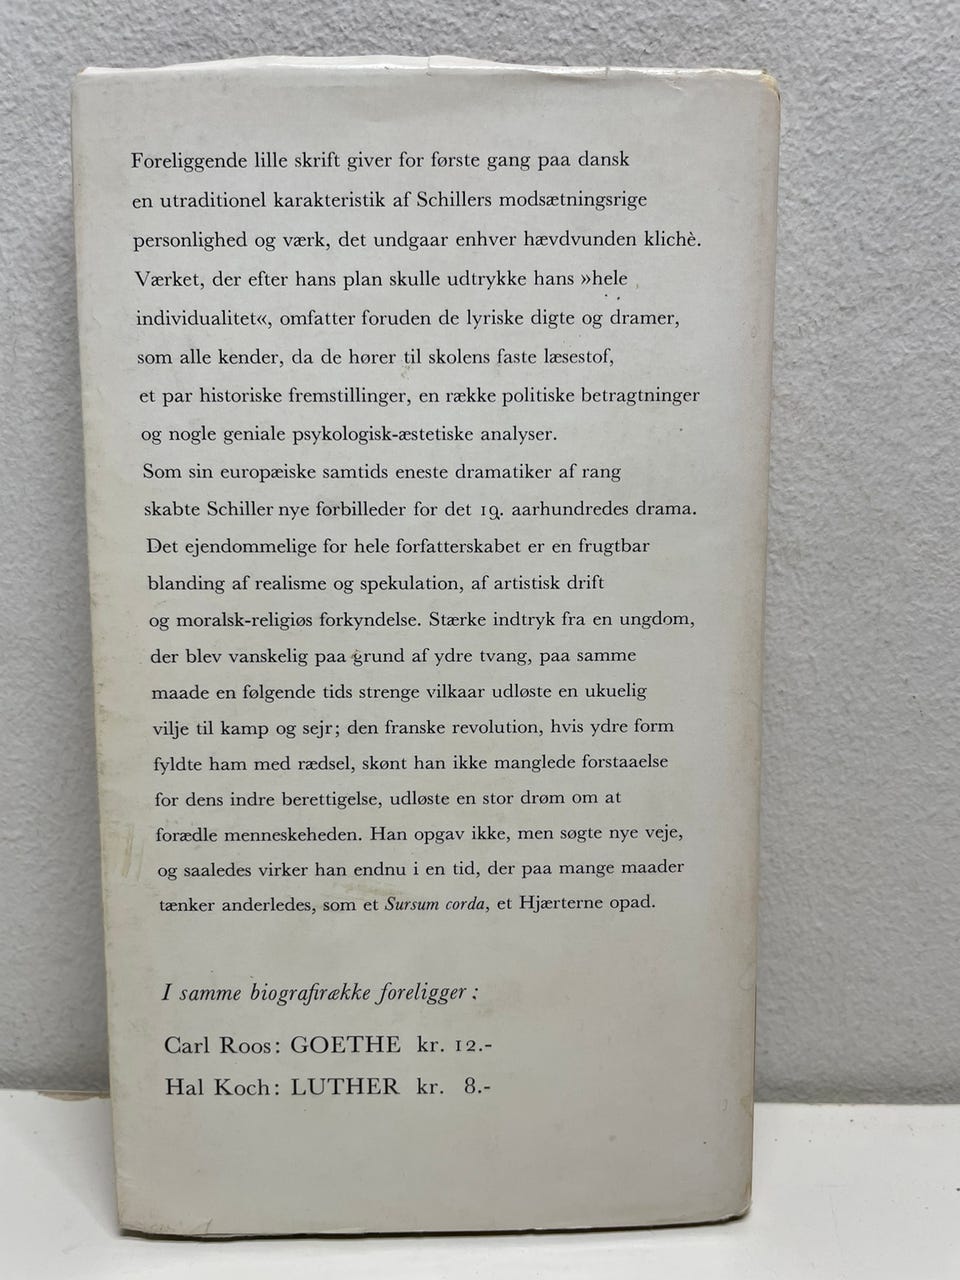 Foreliggende lille skrift giver for første gang paa dansk
en utraditionel karakteristik af Schillers modsætningsrige
personlighed og værk, det undgaar enhver hævdvunden klichè.
Værket, der efter hans plan skulle udtrykke hans »hele
individualitet«, omfatter foruden de lyriske digte og dramer,
som alle kender, da de hører til skolens faste læsestof,
et par historiske fremstillinger, en række politiske betragtninger
og nogle geniale psykologisk-æstetiske analyser.
Som sin europæiske samtids eneste dramatiker af rang
skabte Schiller nye forbilleder for det 19. aarhundredes drama.
Det ejendommelige for hele forfatterskabet er en frugtbar
blanding af realisme og spekulation, af artistisk drift
og moralsk-religiøs forkyndelse. Stærke indtryk fra en ungdom,
der blev vanskelig paa grund af ydre tvang, paa samme
maade en følgende tids strenge vilkaar udløste en ukuelig
vilje til kamp og sejr; den franske revolution, hvis ydre form
fyldte ham med rædsel, skønt han ikke manglede forstaaelse
for dens indre berettigelse, udløste en stor drøm om at
forædle menneskeheden. Han opgav ikke, men søgte nye veje,
og saaledes virker han endnu i en tid, der paa mange maader
tænker anderledes, som et Sursum corda, et Hjærterne opad.
I samme biografirække foreligger:
Carl Roos: GOETHE kr. 12.-
Hal Koch: LUTHER kr. 8.-